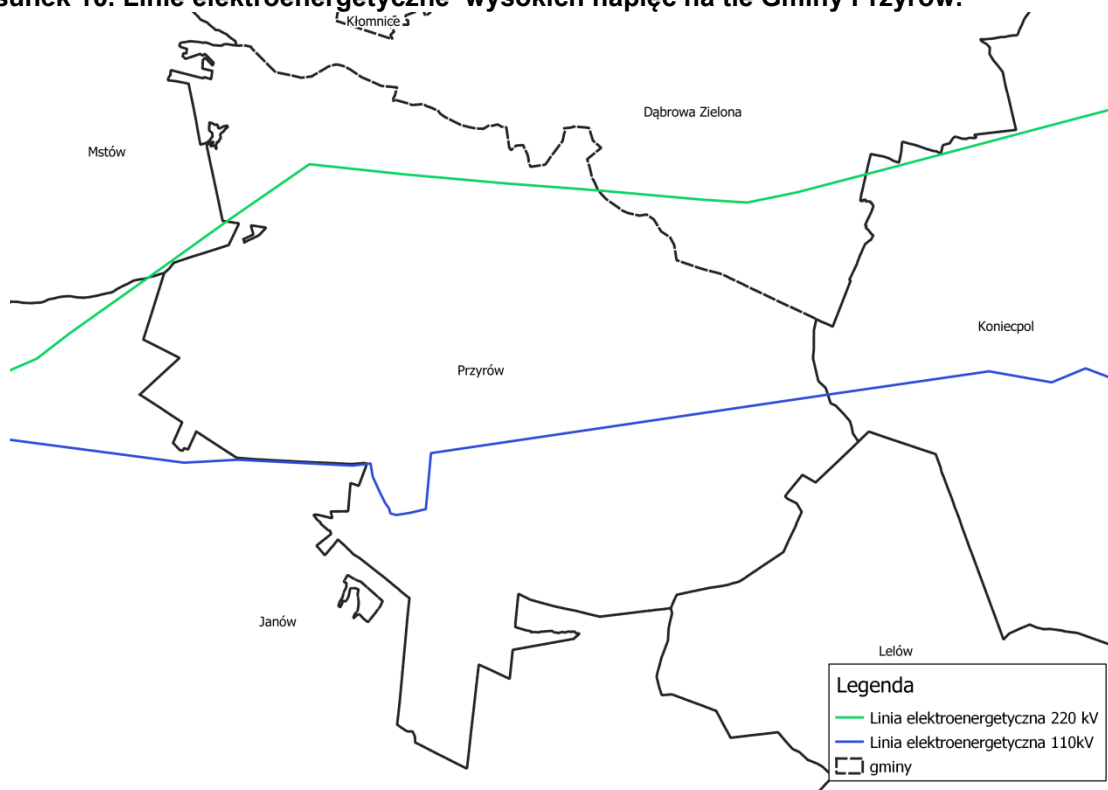 sunek 10. Linie elektroenergetyczne wysokich napięć na tle Gminy Przyrów.
Kłomnice
Dąbrowa Zielona
Mstów
Koniecpol
Przyrów
Janów
Lelów
Legenda
Linia elektroenergetyczna 220 kV
Linia elektroenergetyczna 110kV
gminy